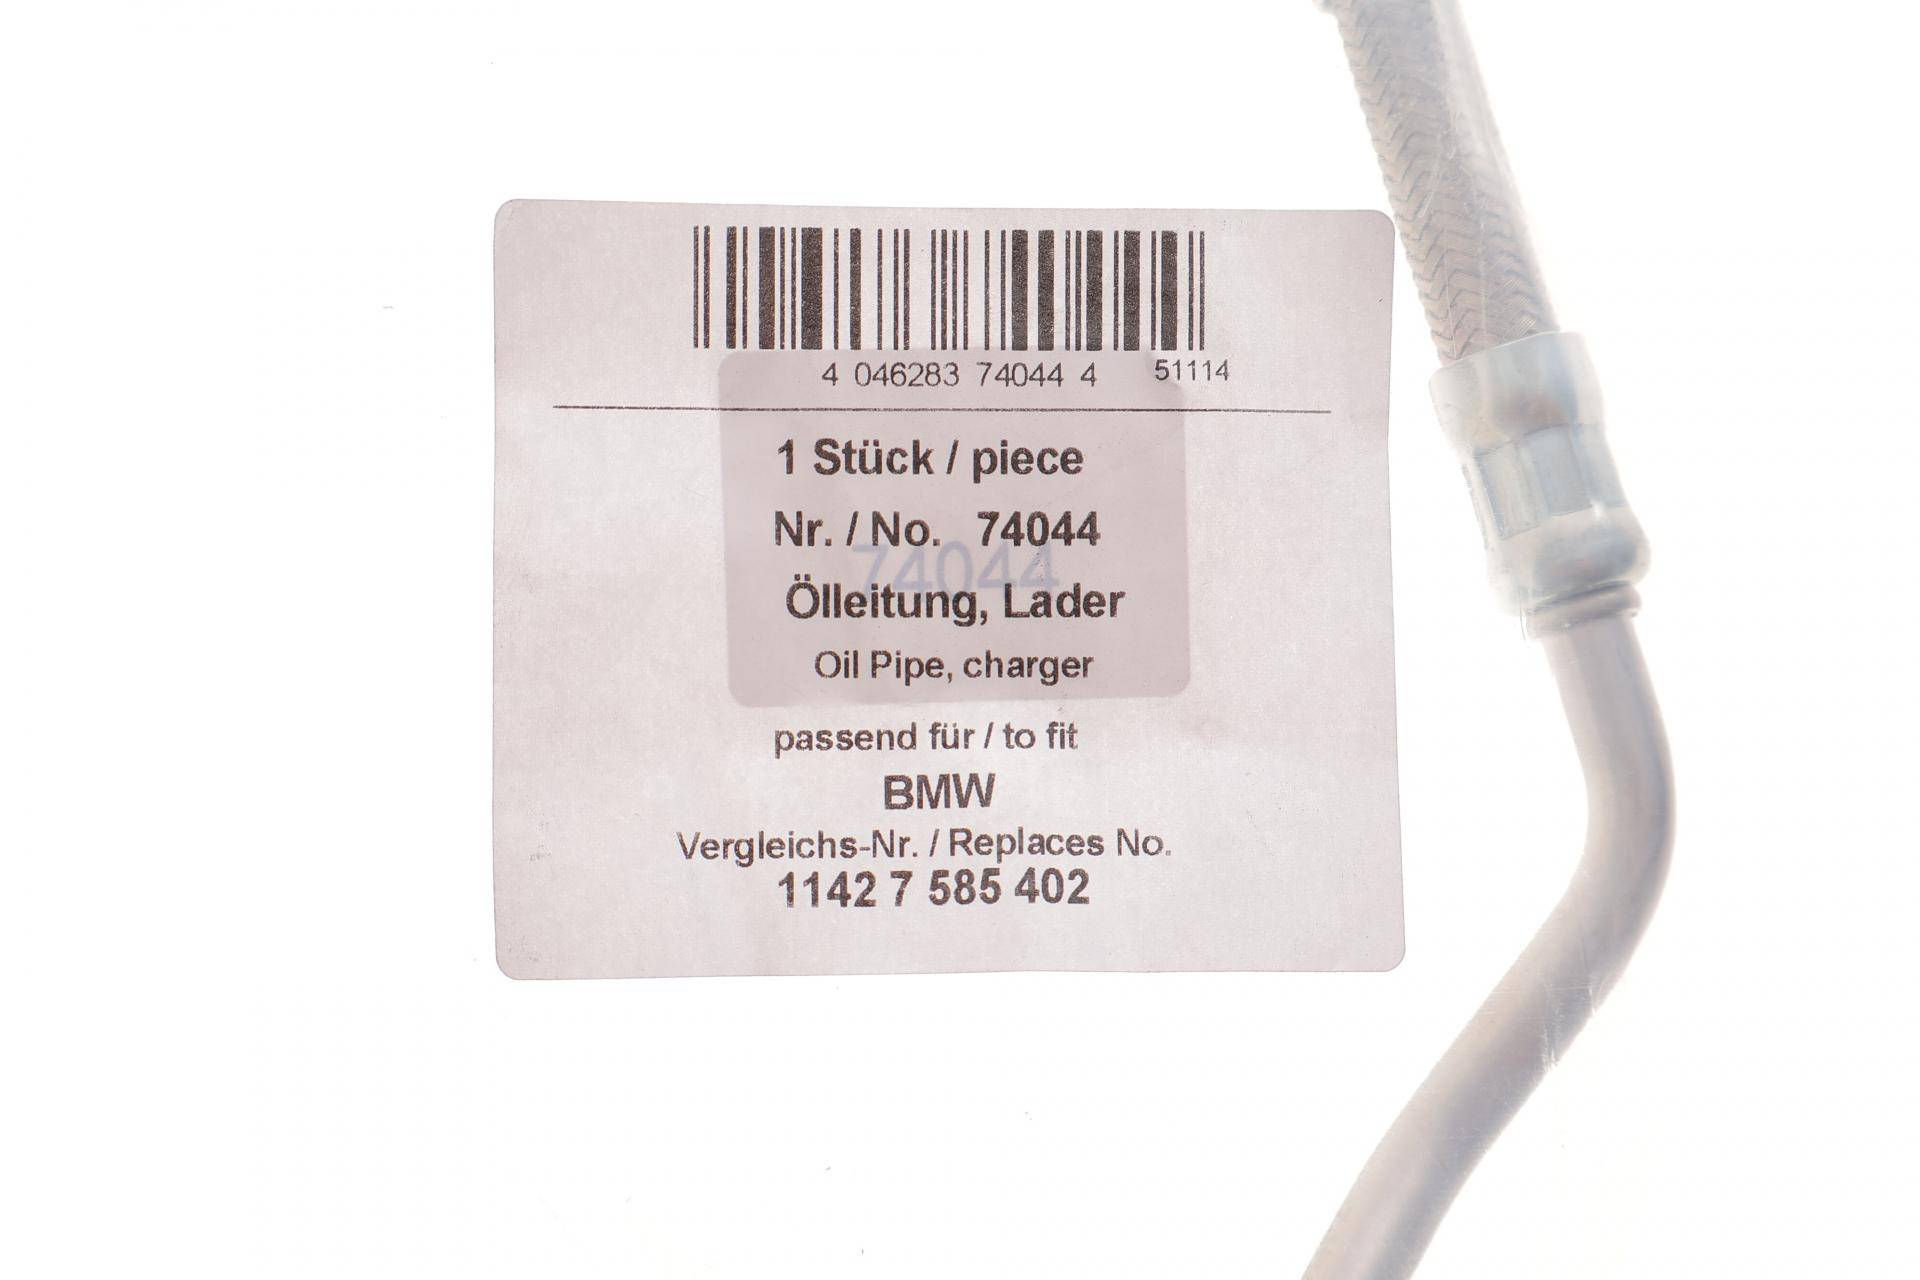 4 046283 74044 4 51114
1 Stück / piece
Nr. / No. 74044
74044
Ölleitung, Lader
Oil Pipe, charger
passend für / to fit
BMW
Vergleichs-Nr. / Replaces No.
1142 7 585 402